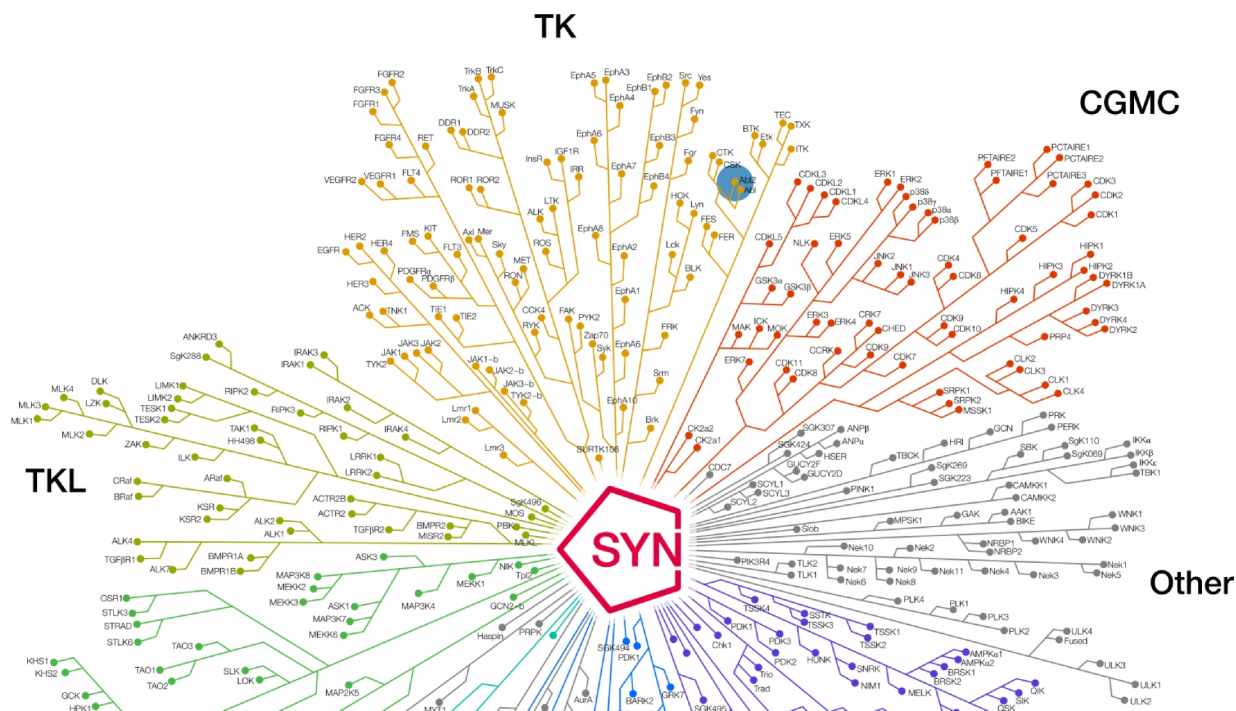 TK
CGMC
TKL
Other
SYN
FGFR2
FGFR3
FGFR1
FGFR4
TrkB
TrkC
TrkA
MUSK
DDR1
DDR2
RET
VEGFR2
VEGFR1
FLT4
ROR1
ROR2
InsR
IGF1R
IRR
LTK
ALK
ROS
HER2
EGFR
HER4
HER3
FMS
KIT
FLT3
PDGFRα
PDGFRβ
Axl
Mer
Sky
MET
RON
ACK
TNK1
TIE1
TIE2
CCK4
RYK
FAK
PYK2
Zap70
Syk
JAK3
JAK2
JAK1
TYK2
JAK1~b
JAK2~b
JAK3~b
TYK2~b
Lmr1
Lmr2
Lmr3
SURTK106
EphA5
EphA3
EphA4
EphA6
EphA7
EphA8
EphA2
EphA1
EphA6
EphA10
EphB2
EphB1
EphB3
EphB4
Src
Yes
Fyn
Fgr
HCK
Lyn
Lck
BLK
FRK
Srm
Brk
CTK
CSK
Abl2
Abl
FES
FER
BTK
Etk
TEC
TXK
ITK
CDKL3
CDKL2
CDKL1
CDKL4
CDKL5
ERK1
ERK2
p38δ
p38γ
p38α
p38β
NLK
ERK5
JNK2
JNK1
JNK3
GSK3α
GSK3β
MAK
ICK
MOK
ERK3
ERK4
ERK7
CRK7
CHED
CCRK
CDK9
CDK11
CDK8
CDK7
PFTAIRE2
PFTAIRE1
PCTAIRE1
PCTAIRE2
PCTAIRE3
CDK3
CDK2
CDK1
CDK5
CDK4
CDK6
CDK9
CDK10
HIPK1
HIPK2
HIPK3
HIPK4
DYRK1B
DYRK1A
DYRK3
DYRK4
DYRK2
PRP4
CLK2
CLK3
CLK1
CLK4
SRPK1
SRPK2
MSSK1
CK2a2
CK2a1
CDC7
ANKRD3
SgK288
IRAK3
IRAK1
IRAK2
IRAK4
RIPK2
RIPK3
RIPK1
DLK
MLK4
LZK
MLK3
MLK1
MLK2
LIMK1
LIMK2
TESK1
TESK2
ZAK
ILK
TAK1
HH498
LRRK1
LRRK2
SgK496
MOS
PBK
MLKL
CRaf
BRaf
ARaf
KSR
KSR2
ACTR2B
ACTR2
TGFβR2
BMPR2
MISR2
ALK2
ALK1
ALK4
TGFβR1
ALK7
BMPR1A
BMPR1B
ASK3
NIK
Tpl2
MEKK1
MAP3K8
MEKK2
MEKK3
ASK1
MAP3K7
MEKK6
MAP3K4
GCN2~b
OSR1
STLK3
STRAD
STLK6
TAO3
TAO1
TAO2
SLK
LOK
MAP2K5
KHS1
KHS2
GCK
HPK1
Haspin
PRPK
MYT1
AurA
SGK494
PDK1
BARK2
GRK7
SGK307
SGK424
ANPβ
ANPα
HSER
GUCY2F
GUCY2D
SCYL1
SCYL3
SCYL2
TBCK
HRI
GCN
PRK
PERK
PINK1
SgK269
SGK223
SBK
SgK110
SgK069
IKKα
IKKβ
IKKε
TBK1
CAMKK1
CAMKK2
Slob
MPSK1
GAK
AAK1
BIKE
NRBP1
NRBP2
WNK1
WNK3
WNK4
WNK2
PIK3R4
TLK2
TLK1
Nek10
Nek2
Nek7
Nek6
Nek9
Nek8
Nek11
Nek4
Nek3
Nek1
Nek5
PLK4
PLK1
PLK3
PLK2
ULK4
Fused
ULK3
ULK1
ULK2
TSSK4
SSTK
TSSK3
TSSK1
TSSK2
Chk1
PDK1
PDK3
PDK2
Trio
Trad
HUNK
SNRK
NIM1
MELK
AMPKα1
AMPKα2
BRSK1
BRSK2
QIK
SIK
QSK
SGK495